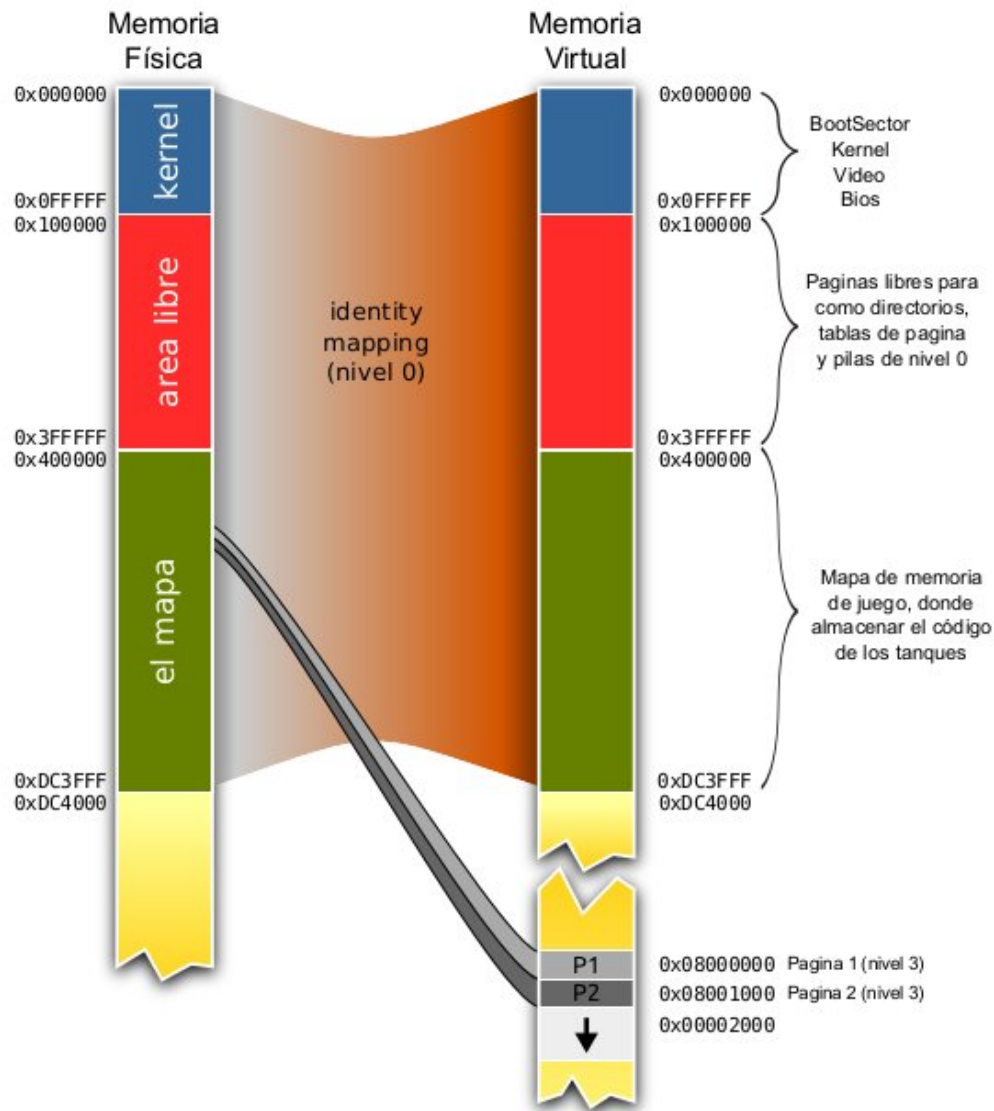 Memoria
Física
Memoria
Virtual
0x000000
kernel
0x0FFFFF
0x100000
area libre
0x3FFFFF
0x400000
el mapa
0xDC3FFF
0xDC4000
identity
mapping
(nivel 0)
0x000000
0x0FFFFF
0x100000
0x3FFFFF
0x400000
0xDC3FFF
0xDC4000
BootSector
Kernel
Video
Bios
Paginas libres para
como directorios,
tablas de pagina
y pilas de nivel 0
Mapa de memoria
de juego, donde
almacenar el código
de los tanques
P1
0x08000000 Pagina 1 (nivel 3)
P2
0x08001000 Pagina 2 (nivel 3)
0x00002000